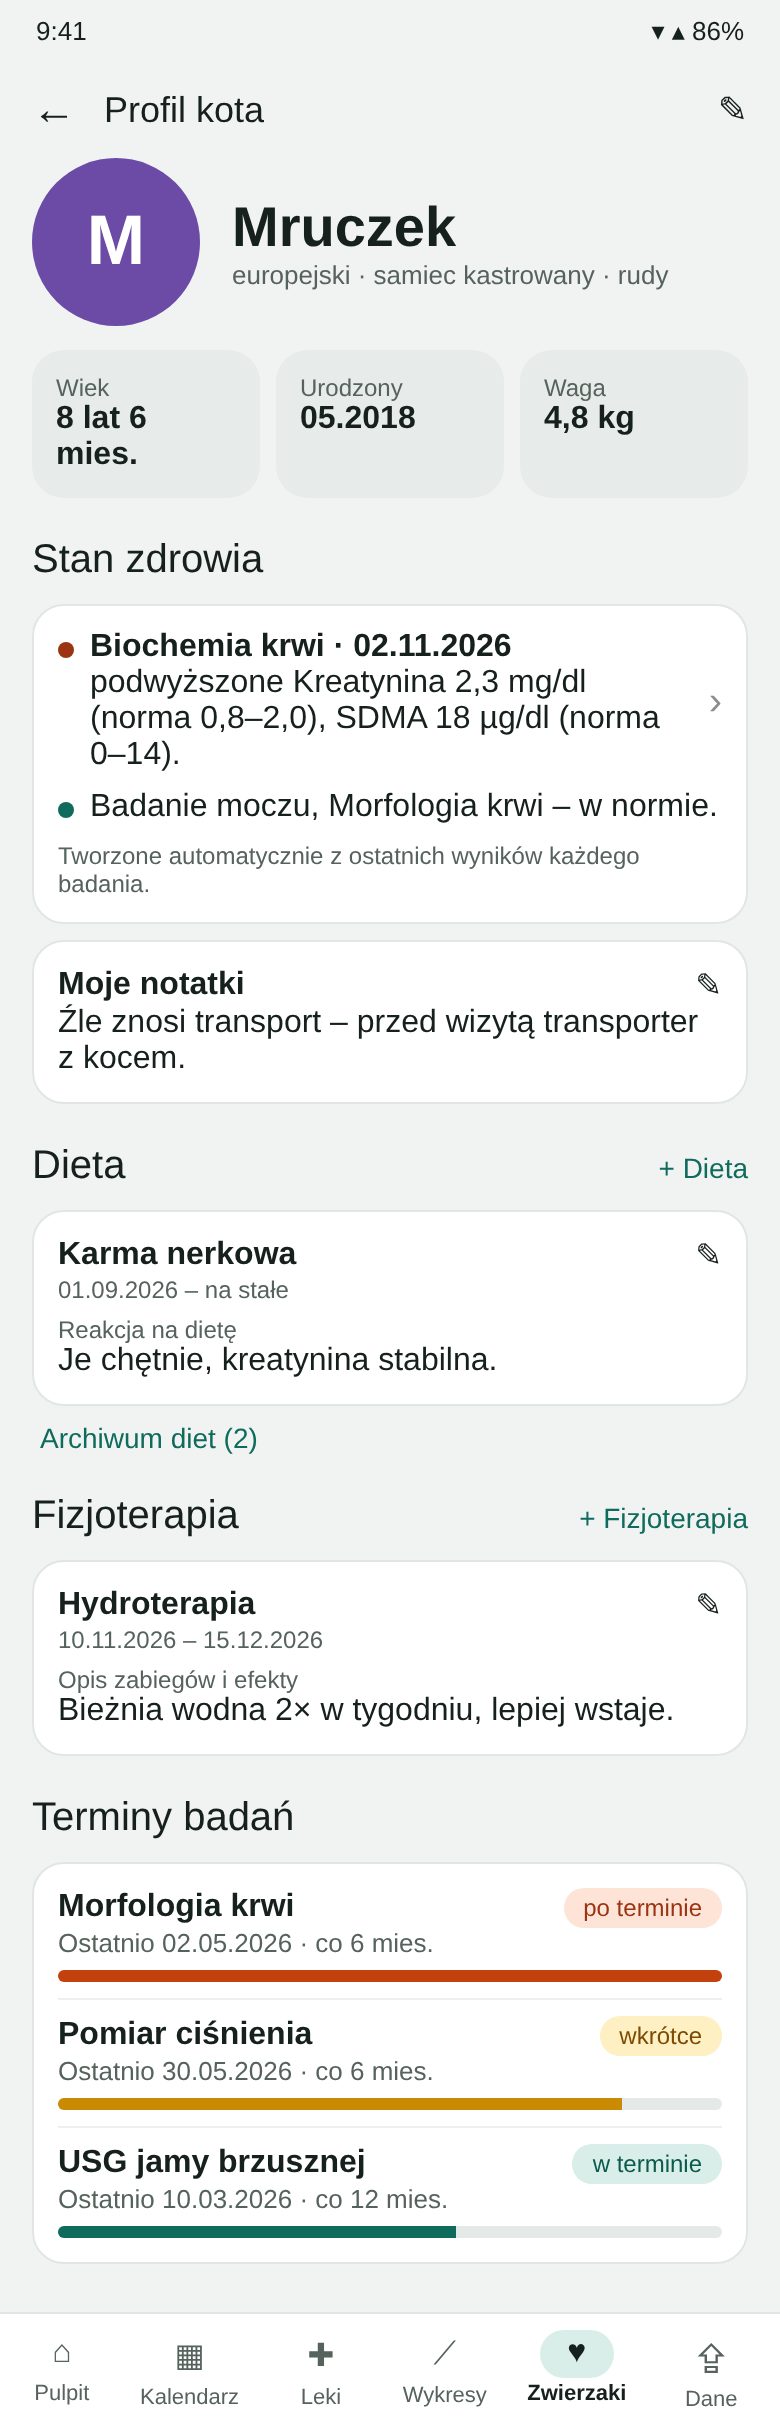 9:41
▾ ▴ 86%
← Profil kota ✎
M
Mruczek
europejski · samiec kastrowany · rudy
Wiek
8 lat 6
mies.
Urodzony
05.2018
Waga
4,8 kg
Stan zdrowia
Biochemia krwi · 02.11.2026
podwyższone Kreatynina 2,3 mg/dl
(norma 0,8–2,0), SDMA 18 µg/dl (norma
0–14).
›
Badanie moczu, Morfologia krwi – w normie.
Tworzone automatycznie z ostatnich wyników każdego
badania.
Moje notatki ✎
Źle znosi transport – przed wizytą transporter
z kocem.
Dieta
+ Dieta
Karma nerkowa ✎
01.09.2026 – na stałe
Reakcja na dietę
Je chętnie, kreatynina stabilna.
Archiwum diet (2)
Fizjoterapia
+ Fizjoterapia
Hydroterapia ✎
10.11.2026 – 15.12.2026
Opis zabiegów i efekty
Bieżnia wodna 2× w tygodniu, lepiej wstaje.
Terminy badań
Morfologia krwi
po terminie
Ostatnio 02.05.2026 · co 6 mies.
Pomiar ciśnienia
wkrótce
Ostatnio 30.05.2026 · co 6 mies.
USG jamy brzusznej
w terminie
Ostatnio 10.03.2026 · co 12 mies.
Pulpit
Kalendarz
Leki
Wykresy
Zwierzaki
Dane